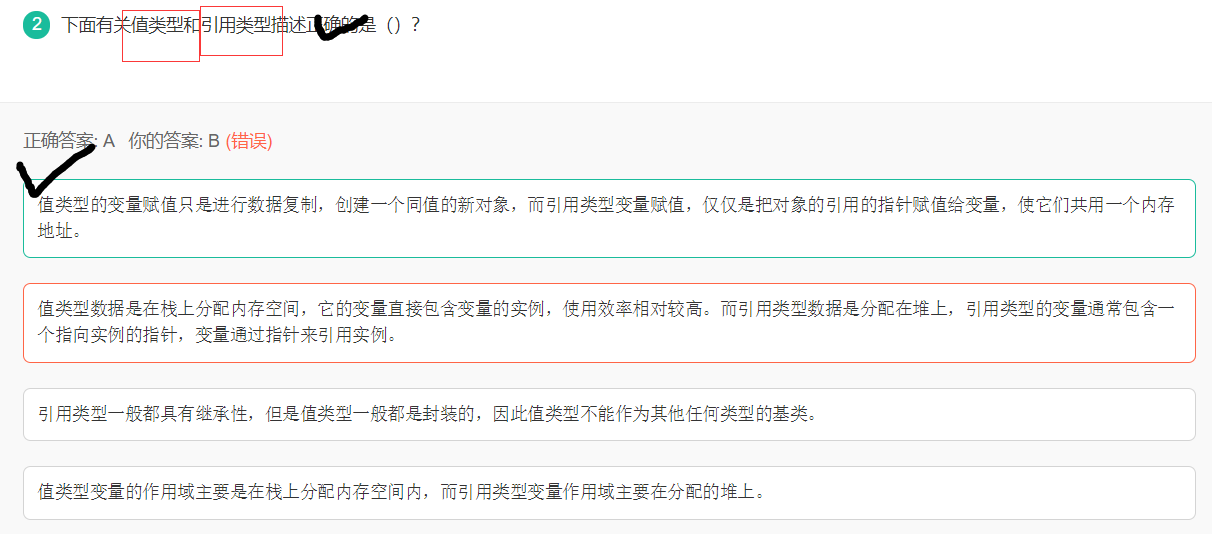 2 下面有关值类型和引用类型描述正确的是（）？
正确答案: A 你的答案: B (错误)
值类型的变量赋值只是进行数据复制，创建一个同值的新对象，而引用类型变量赋值，仅仅是把对象的引用的指针赋值给变量，使它们共用一个内存
地址。
值类型数据是在栈上分配内存空间，它的变量直接包含变量的实例，使用效率相对较高。而引用类型数据是分配在堆上，引用类型的变量通常包含一
个指向实例的指针，变量通过指针来引用实例。
引用类型一般都具有继承性，但是值类型一般都是封装的，因此值类型不能作为其他任何类型的基类。
值类型变量的作用域主要是在栈上分配内存空间内，而引用类型变量作用域主要在分配的堆上。